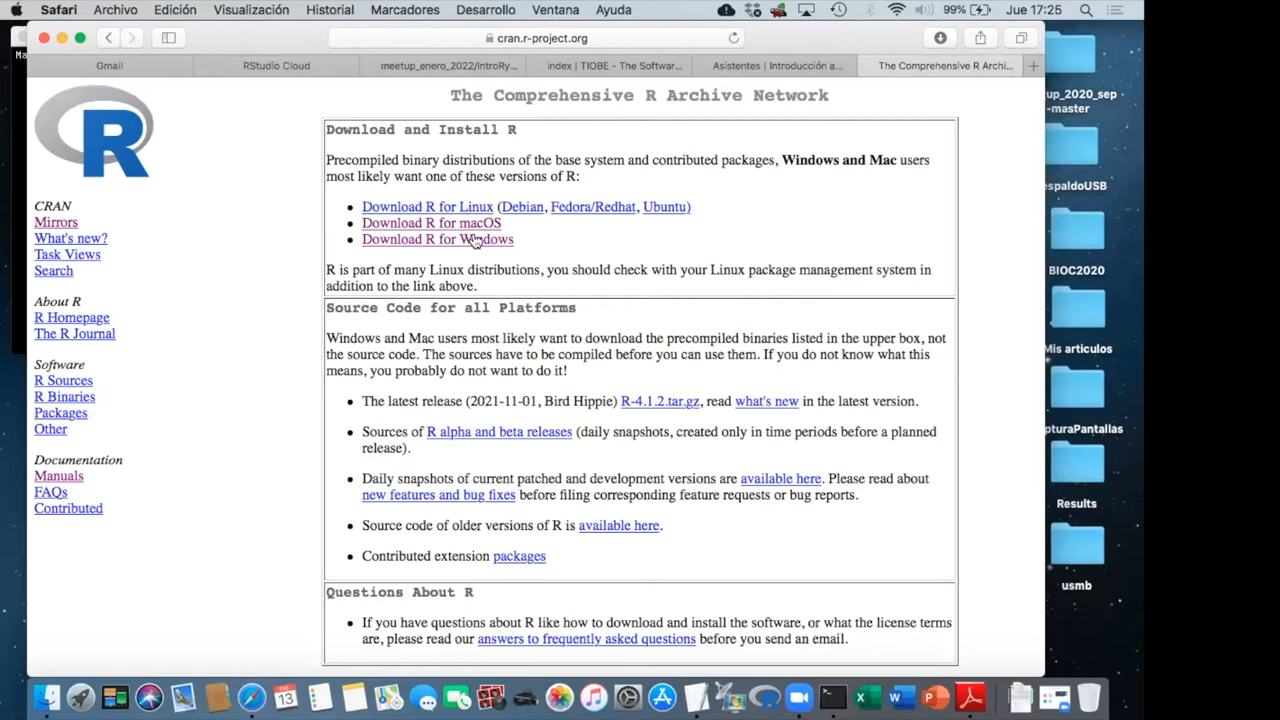 Safari Archivo Edición Visualización Historial Marcadores Desarrollo Ventana Ayuda 99% Jue 17:25
cran.r-project.org
Gmail RStudio Cloud meetup_enero_2022/IntroRy... index | TIOBE - The Softwar... Asistentes | Introducción a... The Comprehensive R Archi...
R
The Comprehensive R Archive Network
CRAN
Mirrors
What's new?
Task Views
Search
About R
R Homepage
The R Journal
Software
R Sources
R Binaries
Packages
Other
Documentation
Manuals
FAQs
Contributed
Download and Install R
Precompiled binary distributions of the base system and contributed packages, Windows and Mac users
most likely want one of these versions of R:
• Download R for Linux (Debian, Fedora/Redhat, Ubuntu)
• Download R for macOS
• Download R for Windows
R is part of many Linux distributions, you should check with your Linux package management system in
addition to the link above.
Source Code for all Platforms
Windows and Mac users most likely want to download the precompiled binaries listed in the upper box, not
the source code. The sources have to be compiled before you can use them. If you do not know what this
means, you probably do not want to do it!
• The latest release (2021-11-01, Bird Hippie) R-4.1.2.tar.gz, read what's new in the latest version.
• Sources of R alpha and beta releases (daily snapshots, created only in time periods before a planned
release).
• Daily snapshots of current patched and development versions are available here. Please read about
new features and bug fixes before filing corresponding feature requests or bug reports.
• Source code of older versions of R is available here.
• Contributed extension packages
Questions About R
• If you have questions about R like how to download and install the software, or what the license terms
are, please read our answers to frequently asked questions before you send an email.
Ma
up_2020_sep
-master
espaldoUSB
BIOC2020
Mis articulos
pturaPantallas
Results
usmb
13